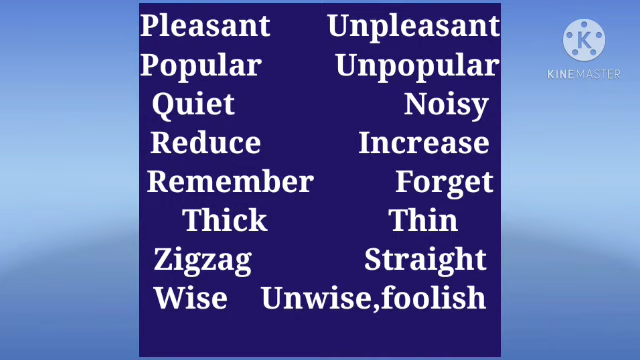 Pleasant Unpleasant
Popular Unpopular
Quiet Noisy
Reduce Increase
Remember Forget
Thick Thin
Zigzag Straight
Wise Unwise,foolish
K
KINEMASTER